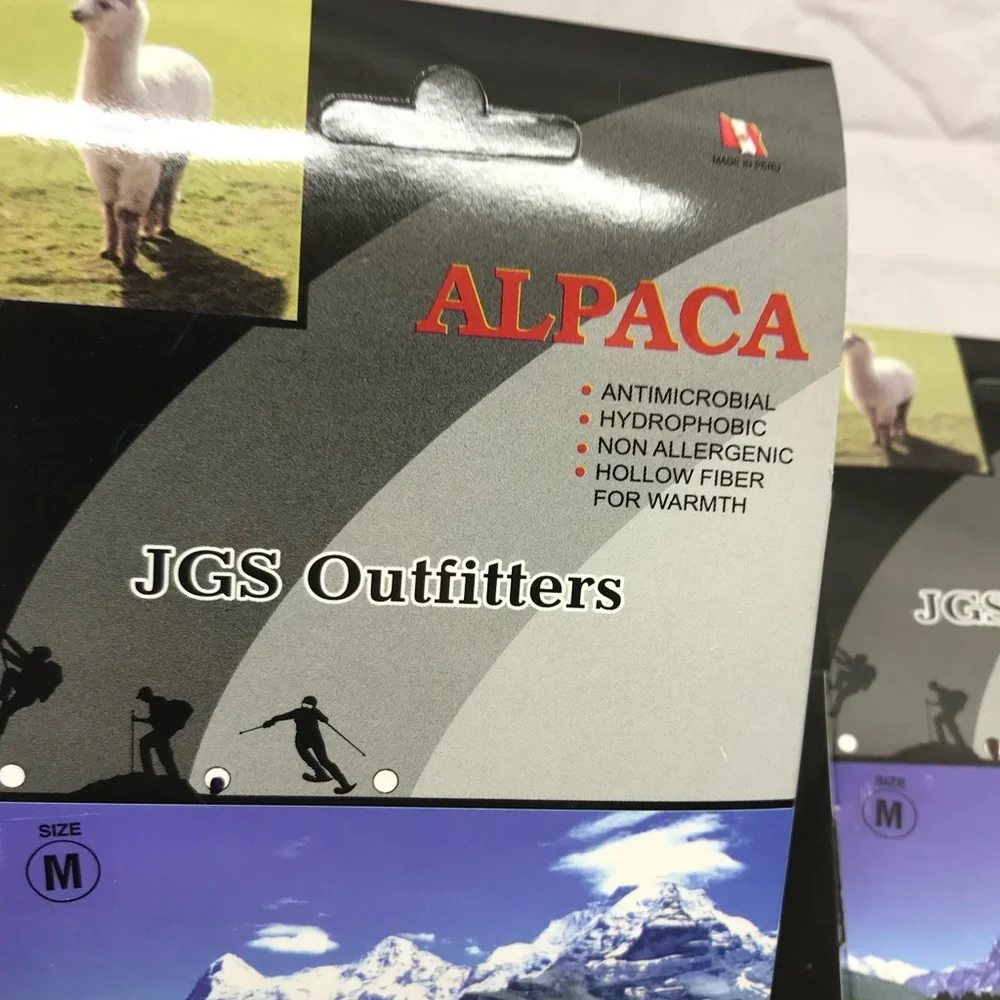 MADE IN PERU
ALPACA
• ANTIMICROBIAL
• HYDROPHOBIC
• NON ALLERGENIC
• HOLLOW FIBER
FOR WARMTH
JGS Outfitters
SIZE
M
JGS
SIZE
M